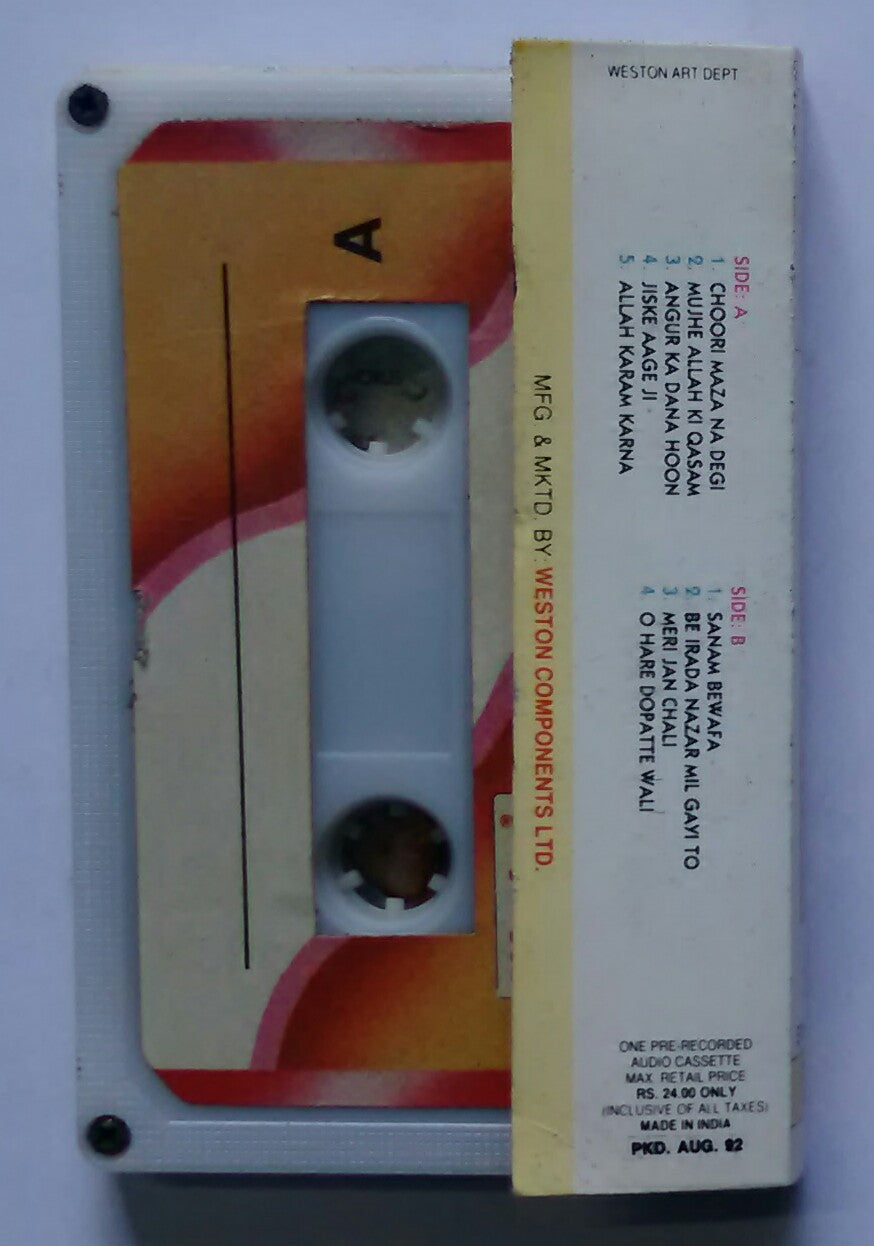 WESTON ART DEPT
A
SIDE: A
1. CHOORI MAZA NA DEGI
2. MUJHE ALLAH KI QASAM
3. ANGUR KA DANA HOON
4. JISKE AAGE JI
5. ALLAH KARAM KARNA
SIDE: B
1. SANAM BEWAFA
2. BE IRADA NAZAR MIL GAYI TO
3. MERI JAN CHALI
4. O HARE DOPATTE WALI
MFG. & MKTD. BY: WESTON COMPONENTS LTD.
ONE PRE-RECORDED
AUDIO CASSETTE
MAX. RETAIL PRICE
RS. 24.00 ONLY
(INCLUSIVE OF ALL TAXES)
MADE IN INDIA
PKD. AUG. 92